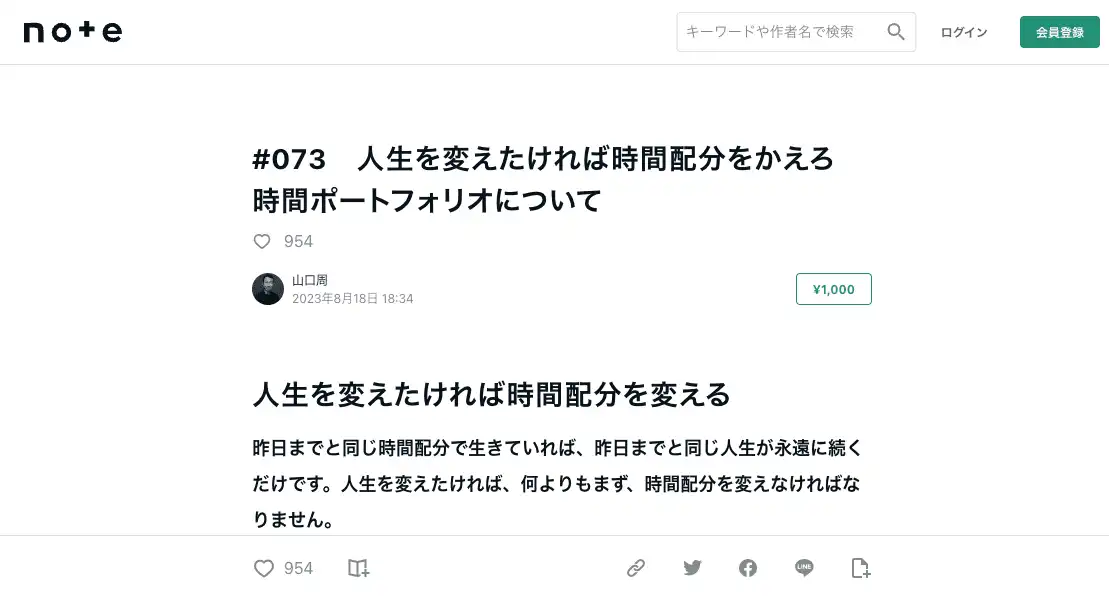 note
キーワードや作者名で検索
ログイン
会員登録
#073　人生を変えたければ時間配分をかえろ
時間ポートフォリオについて
954
山口周
2023年8月18日 18:34
¥1,000
人生を変えたければ時間配分を変える
昨日までと同じ時間配分で生きていれば、昨日までと同じ人生が永遠に続く
だけです。人生を変えたければ、何よりもまず、時間配分を変えなければな
りません。
954
LINE